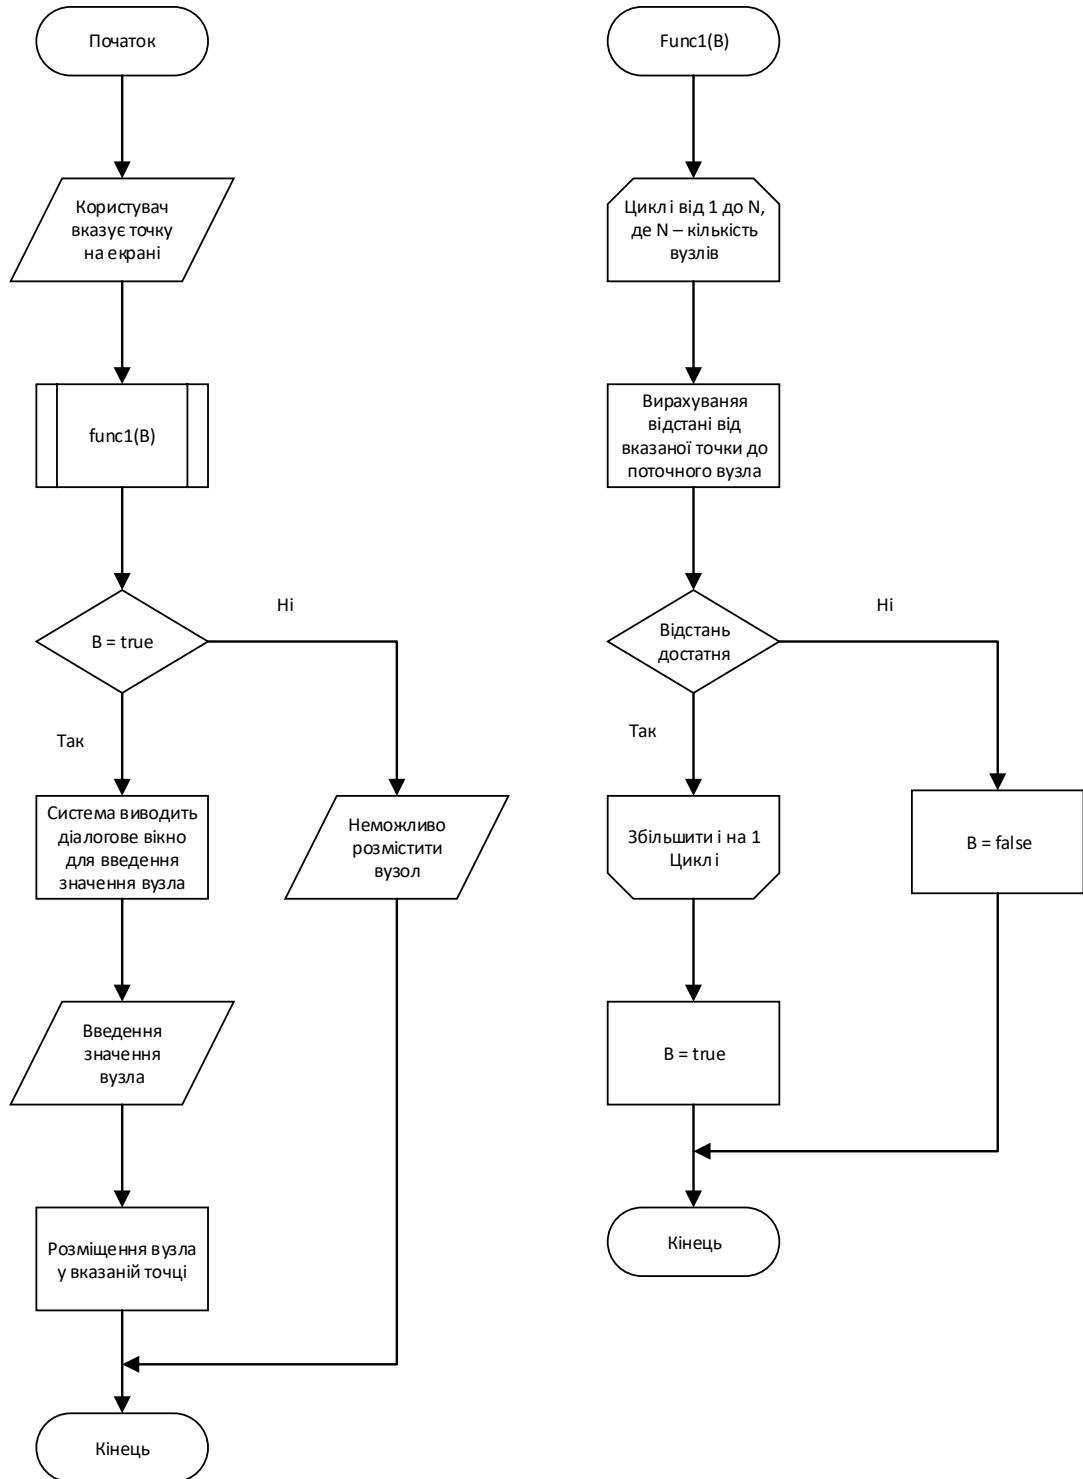 Початок
Користувач
вказує точку
на екрані
func1(B)
B = true
Ні
Так
Система виводить
діалогове вікно
для введення
значення вузла
Неможливо
розмістити
вузол
Введення
значення
вузла
Розміщення вузла
у вказаній точці
Кінець
Func1(B)
Цикл і від 1 до N,
де N – кількість
вузлів
Вирахуваняя
відстані від
вказаної точки до
поточного вузла
Відстань
достатня
Ні
Так
Збільшити і на 1
Цикл і
B = false
B = true
Кінець